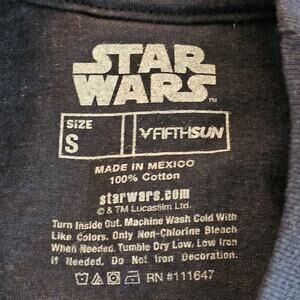 STAR
WARS™
SIZE
S
FIFTHSUN
MADE IN MEXICO
100% Cotton
starwars.com
© & TM Lucasfilm Ltd.
Turn Inside Out. Machine Wash Cold With
Like Colors. Only Non-Chlorine Bleach
When Needed. Tumble Dry Low. Low Iron
if Needed. Do Not Iron Decoration.
RN #111647